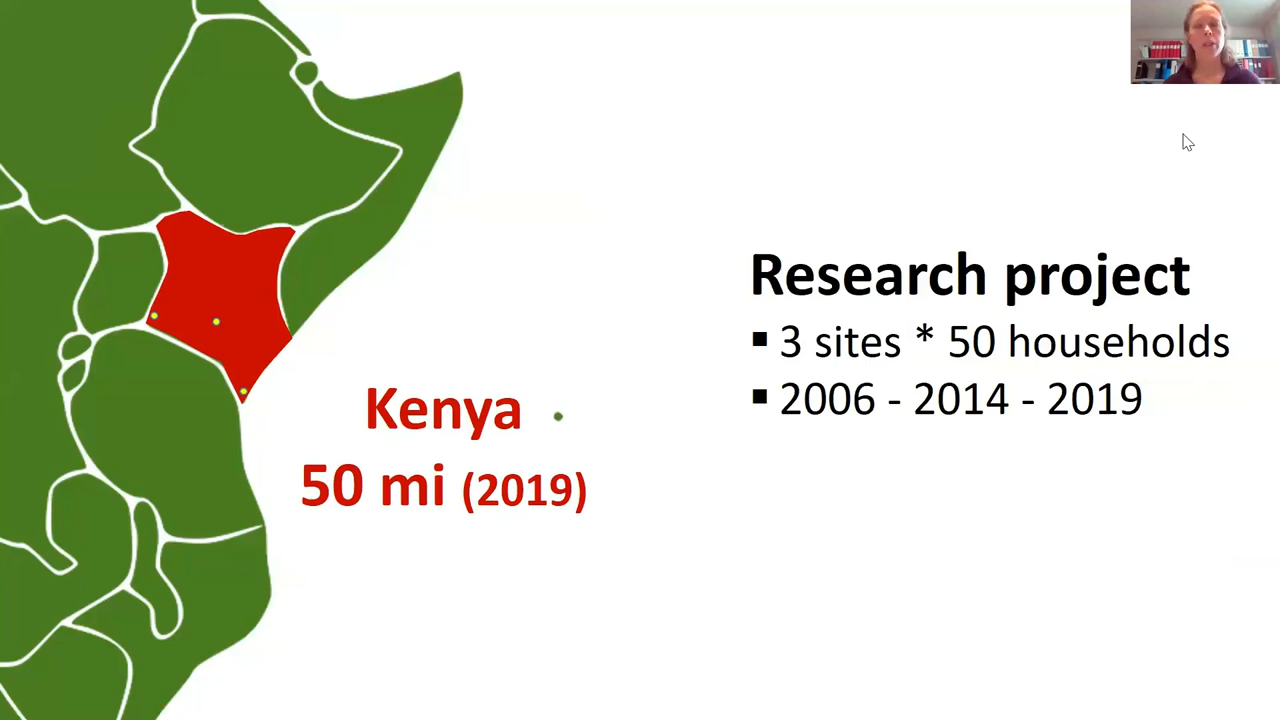 Research project
▪ 3 sites * 50 households
▪ 2006 - 2014 - 2019
Kenya
50 mi (2019)